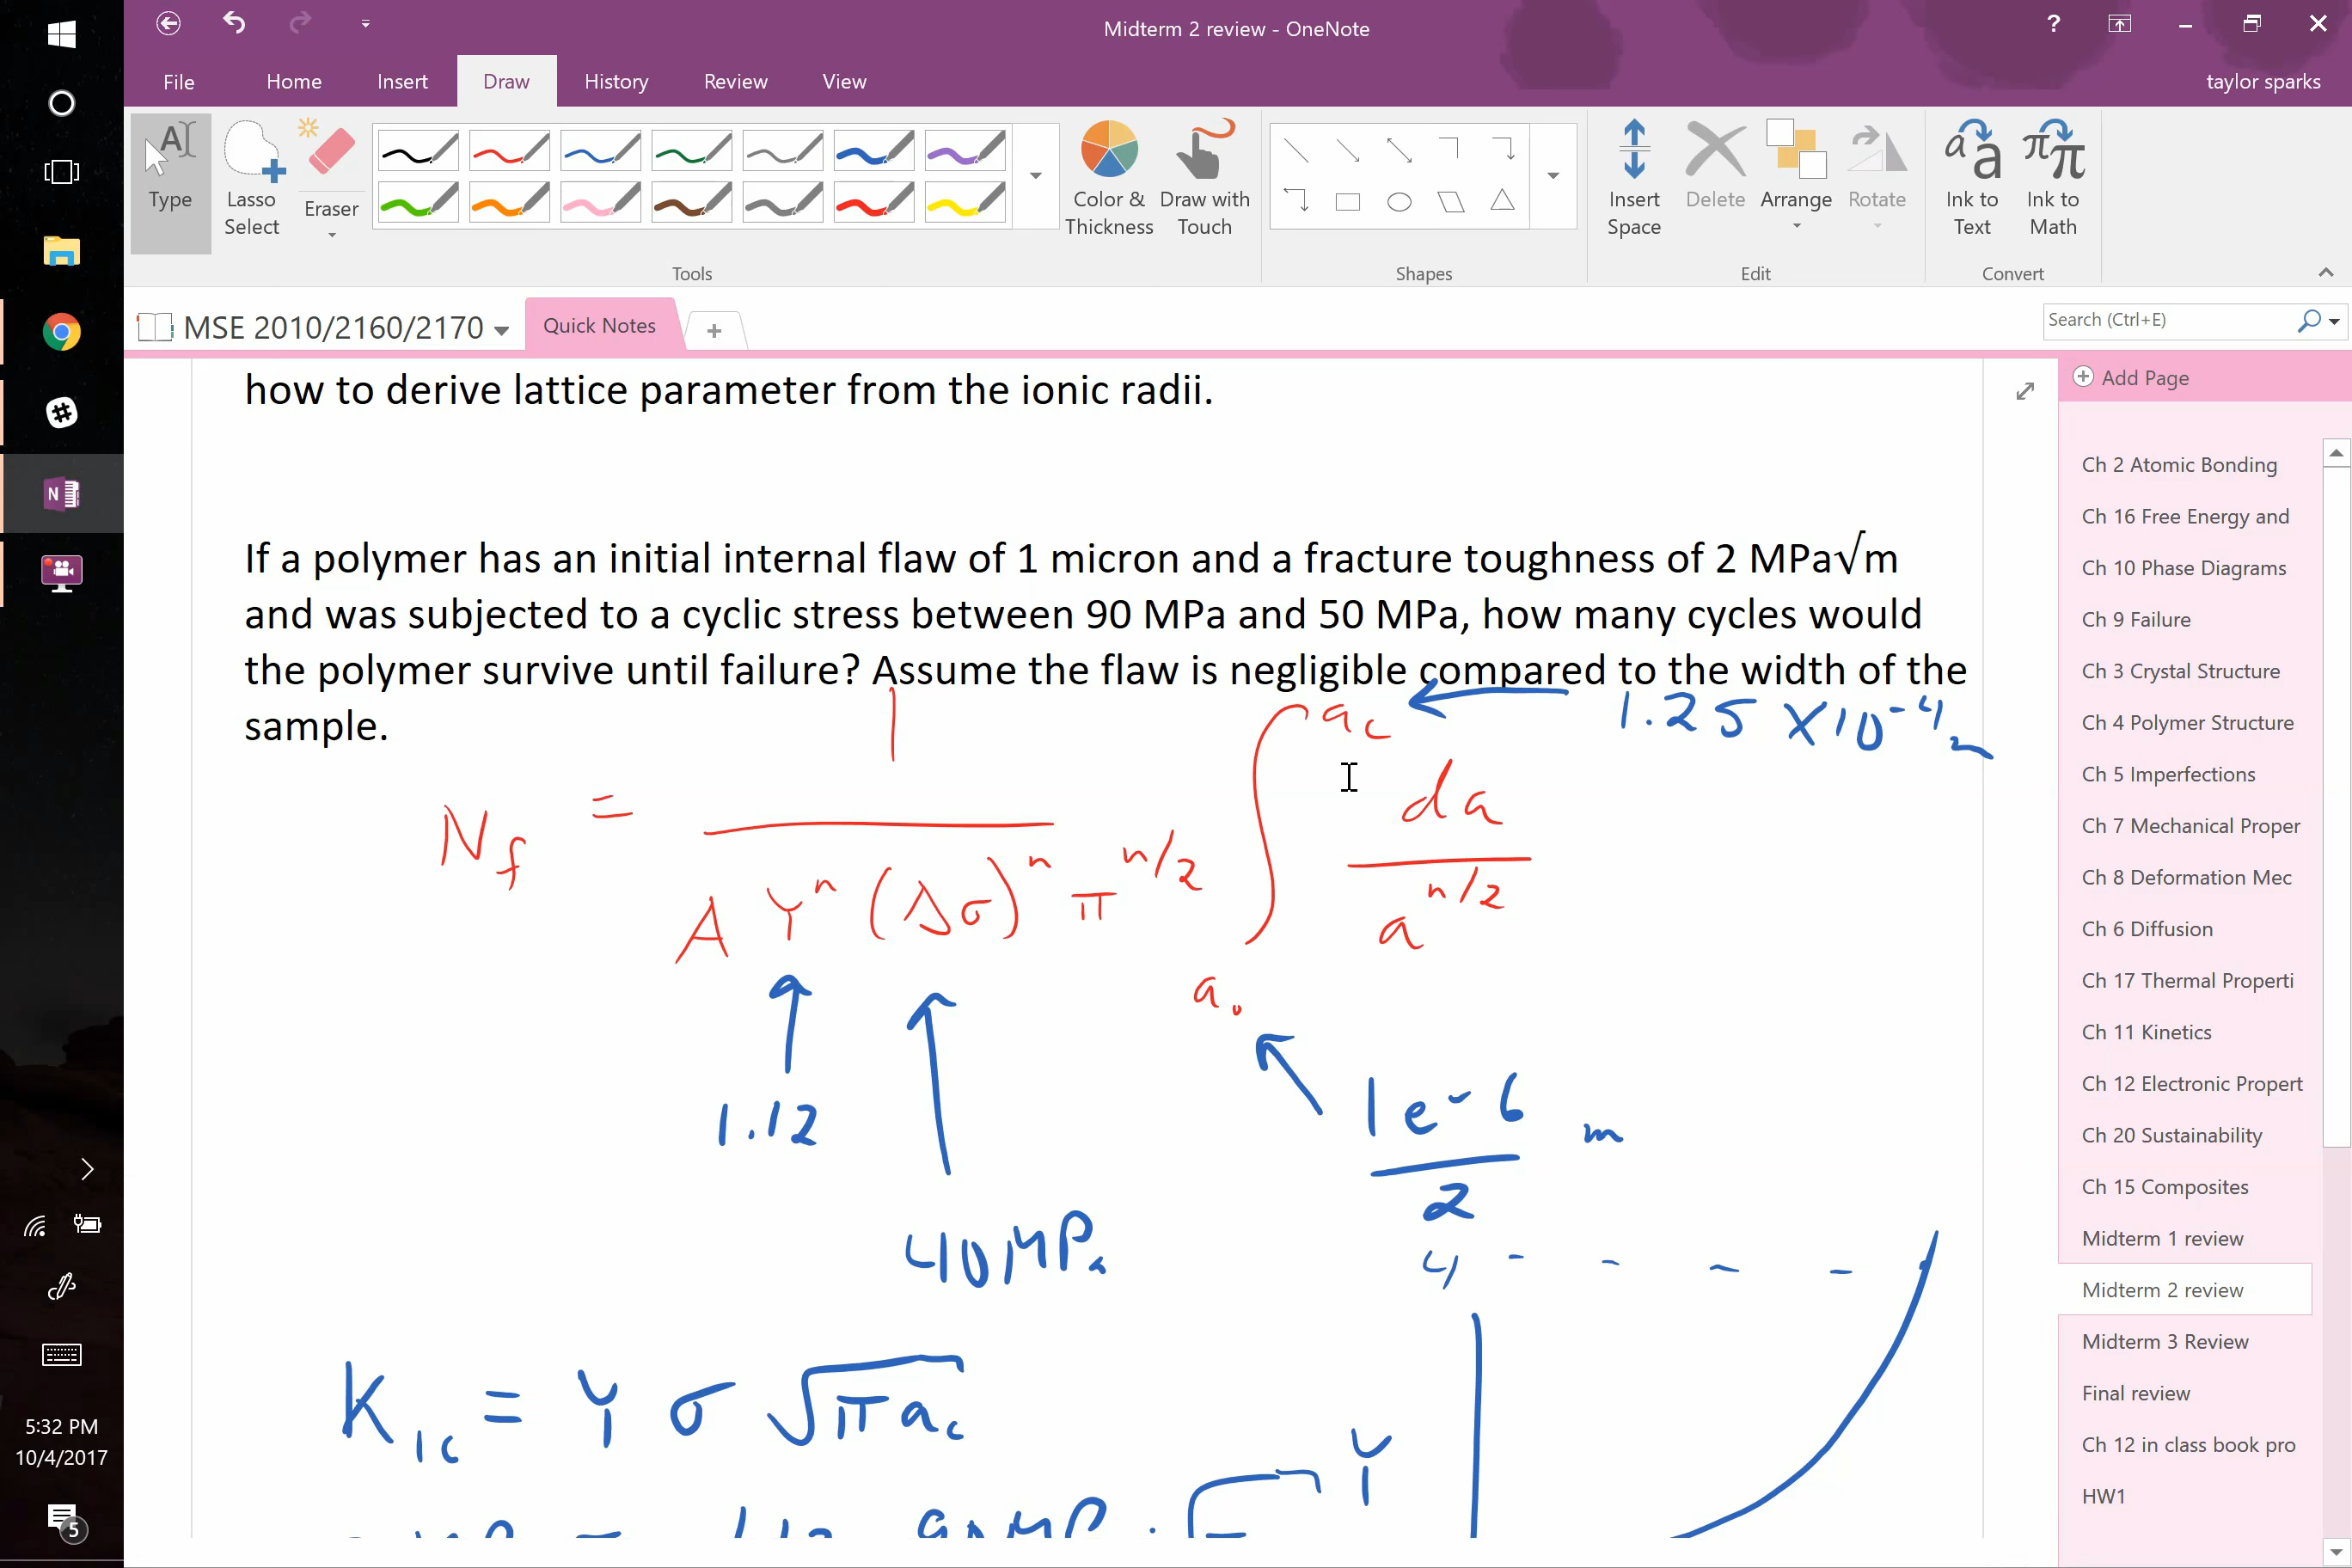 Midterm 2 review - OneNote
?
File Home Insert Draw History Review View
taylor sparks
Type
Lasso Select
Eraser
Color & Thickness
Draw with Touch
Insert Space
Delete
Arrange
Rotate
Ink to Text
Ink to Math
Tools
Shapes
Edit
Convert
MSE 2010/2160/2170
Quick Notes
+
Search (Ctrl+E)
how to derive lattice parameter from the ionic radii.
If a polymer has an initial internal flaw of 1 micron and a fracture toughness of 2 MPa√m
and was subjected to a cyclic stress between 90 MPa and 50 MPa, how many cycles would
the polymer survive until failure? Assume the flaw is negligible compared to the width of the
sample.
1.25 X10^-4 m
N_f = 1 / A Y^n (Δσ)^n π^n/2 ∫ a_o a_c da / a^n/2
1.12
40 MPa
1e-6 / 2 m
4 - - - -
K_1c = Y σ √π a_c
Y
Add Page
Ch 2 Atomic Bonding
Ch 16 Free Energy and
Ch 10 Phase Diagrams
Ch 9 Failure
Ch 3 Crystal Structure
Ch 4 Polymer Structure
Ch 5 Imperfections
Ch 7 Mechanical Proper
Ch 8 Deformation Mec
Ch 6 Diffusion
Ch 17 Thermal Properti
Ch 11 Kinetics
Ch 12 Electronic Propert
Ch 20 Sustainability
Ch 15 Composites
Midterm 1 review
Midterm 2 review
Midterm 3 Review
Final review
Ch 12 in class book pro
HW1
5:32 PM
10/4/2017
5